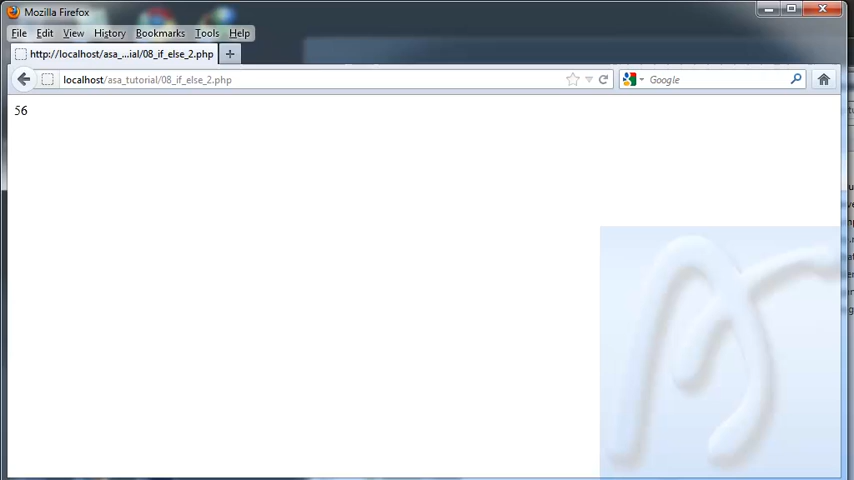 Mozilla Firefox
File Edit View History Bookmarks Tools Help
http://localhost/asa_...ial/08_if_else_2.php
localhost/asa_tutorial/08_if_else_2.php
Google
56